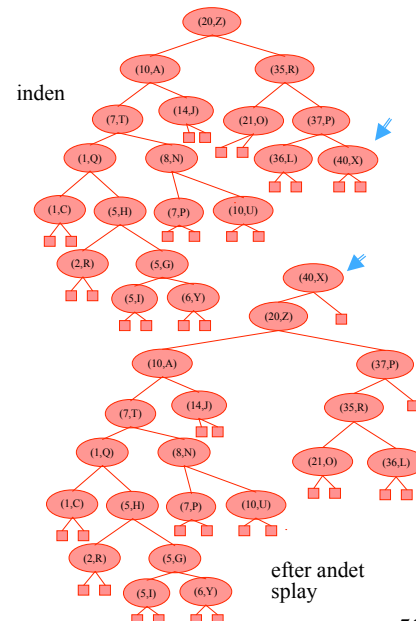 (20,Z)
(10,A) (35,R)
inden
(7,T) (14,J) (21,O) (37,P)
(1,Q) (8,N) (36,L) (40,X)
(1,C) (5,H) (7,P) (10,U)
(2,R) (5,G)
(40,X)
(5,I) (6,Y)
(20,Z)
(10,A) (37,P)
(7,T) (14,J) (35,R)
(1,Q) (8,N) (21,O) (36,L)
(1,C) (5,H) (7,P) (10,U)
(2,R) (5,G)
efter andet
(5,I) (6,Y)
splay